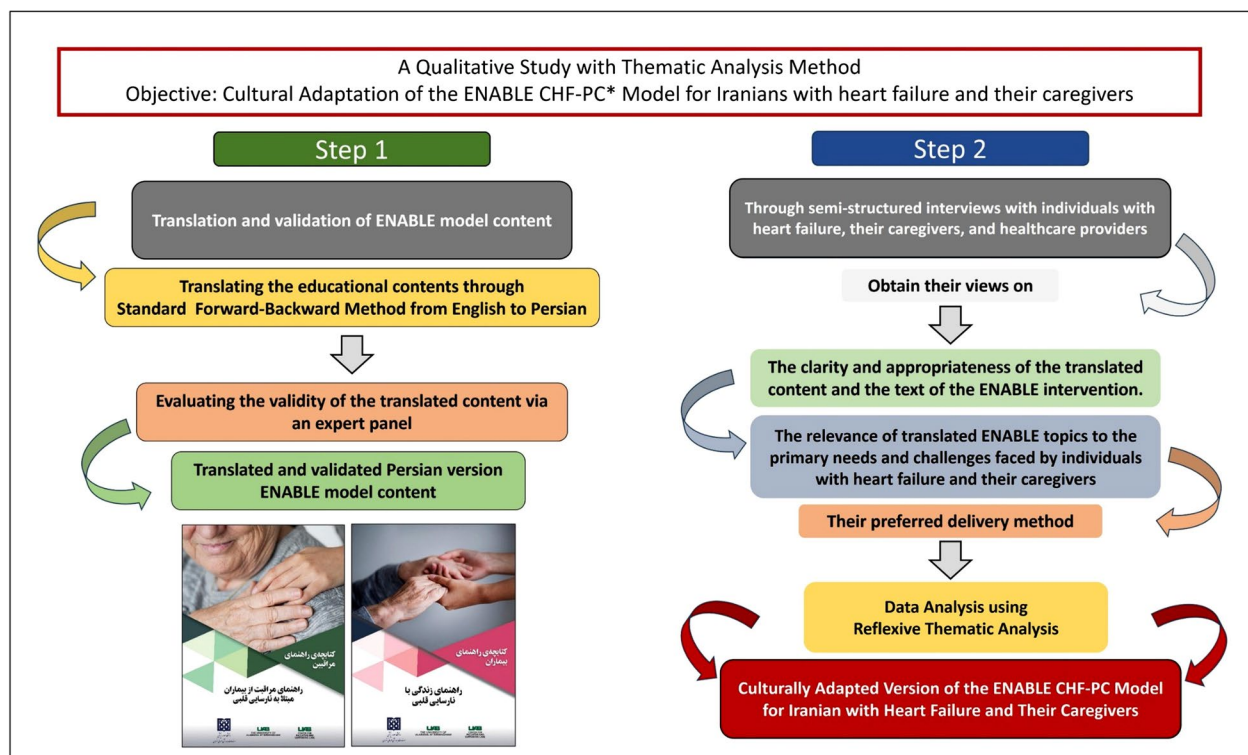 A Qualitative Study with Thematic Analysis Method
Objective: Cultural Adaptation of the ENABLE CHF-PC* Model for Iranians with heart failure and their caregivers
Step 1
Translation and validation of ENABLE model content
Translating the educational contents through
Standard Forward-Backward Method from English to Persian
Evaluating the validity of the translated content via
an expert panel
Translated and validated Persian version
ENABLE model content
کتابچه‌ی راهنمای
مراقبین
راهنمای مراقبت از بیماران
مبتلا به نارسایی قلبی
UAB
UAB
کتابچه‌ی راهنمای
بیماران
راهنمای زندگی با
نارسایی قلبی
UAB
UAB
Step 2
Through semi-structured interviews with individuals with
heart failure, their caregivers, and healthcare providers
Obtain their views on
The clarity and appropriateness of the translated
content and the text of the ENABLE intervention.
The relevance of translated ENABLE topics to the
primary needs and challenges faced by individuals
with heart failure and their caregivers
Their preferred delivery method
Data Analysis using
Reflexive Thematic Analysis
Culturally Adapted Version of the ENABLE CHF-PC Model
for Iranian with Heart Failure and Their Caregivers